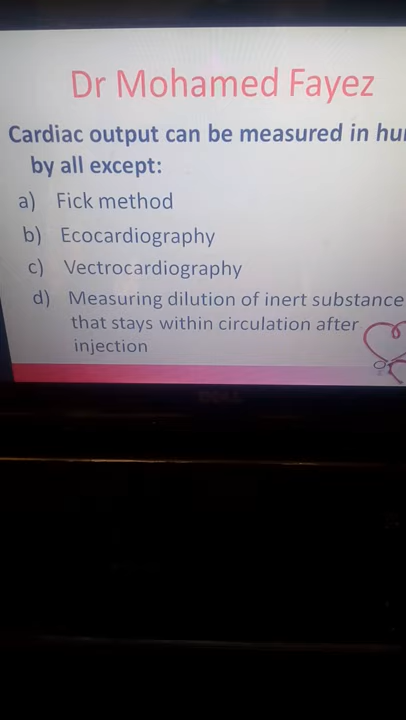 Dr Mohamed Fayez
Cardiac output can be measured in
by all except:
a) Fick method
b) Ecocardiography
c) Vectrocardiography
d) Measuring dilution of inert substance
that stays within circulation after
injection
DELL